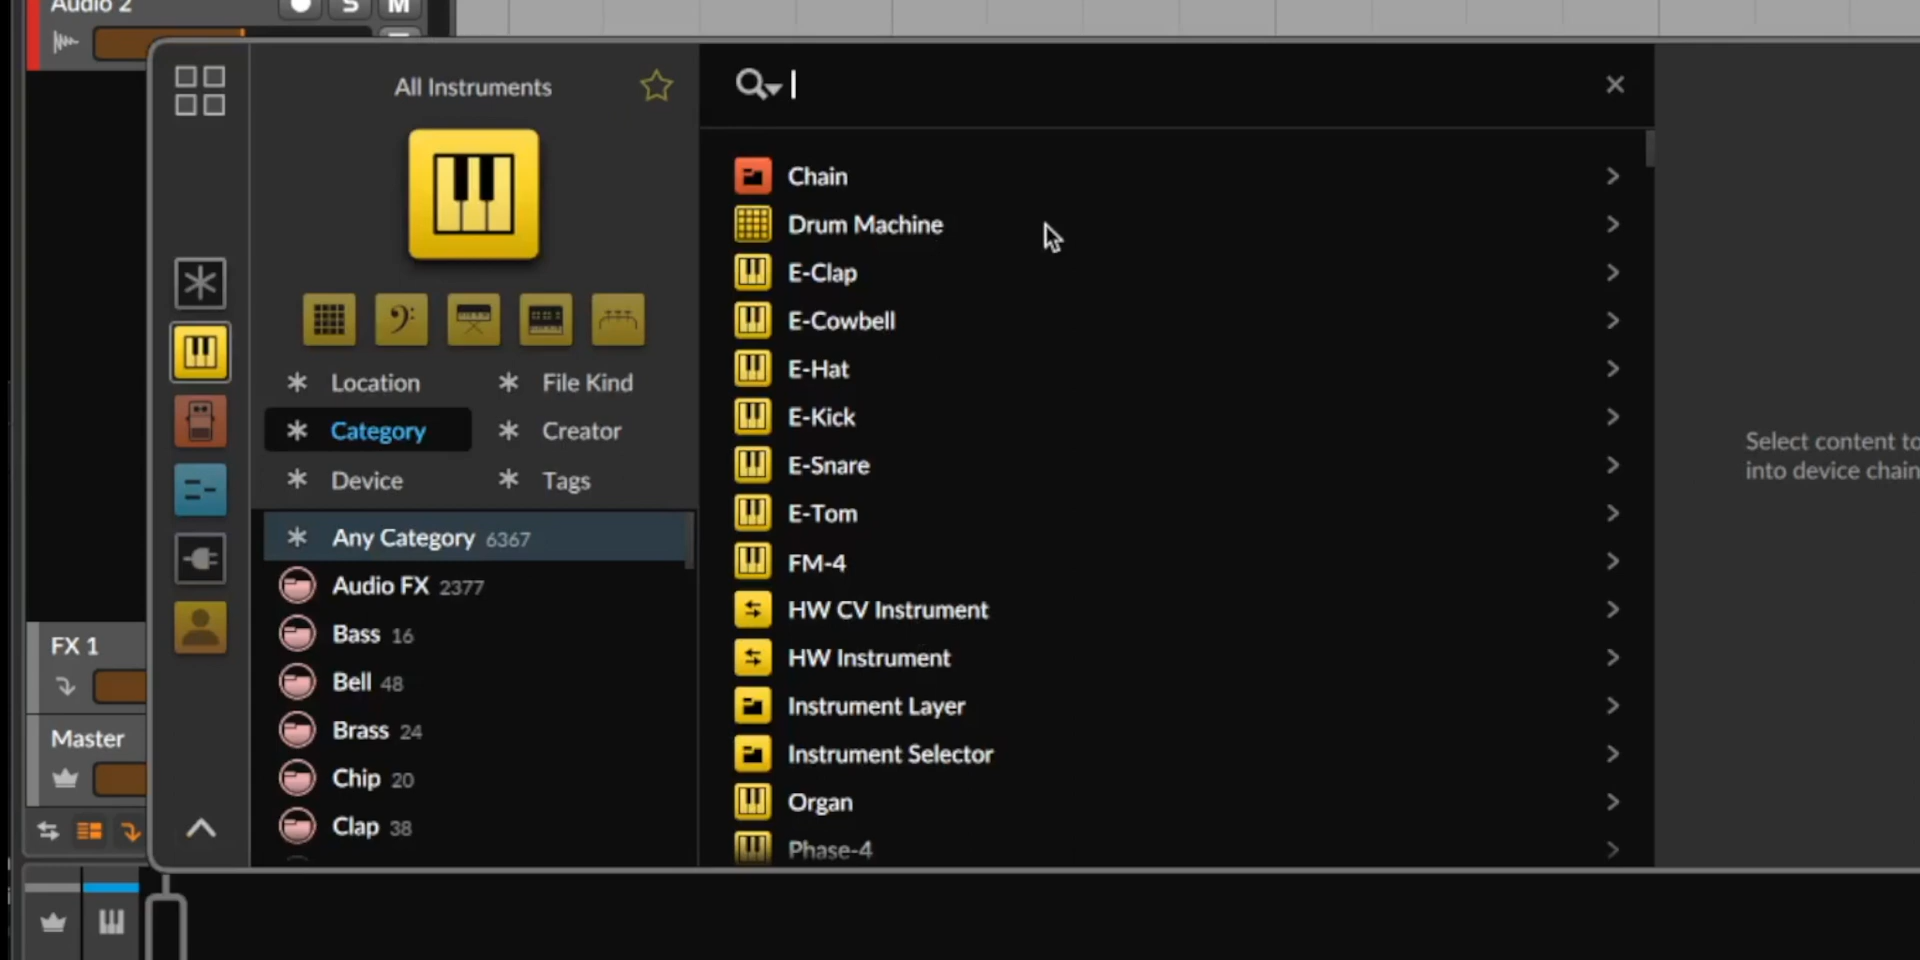 Audio 2
S M
All Instruments
Location
File Kind
Category
Creator
Device
Tags
Any Category 6367
Audio FX 2377
Bass 16
Bell 48
Brass 24
Chip 20
Clap 38
Chain
Drum Machine
E-Clap
E-Cowbell
E-Hat
E-Kick
E-Snare
E-Tom
FM-4
HW CV Instrument
HW Instrument
Instrument Layer
Instrument Selector
Organ
Phase-4
Select content to
into device chain
FX 1
Master